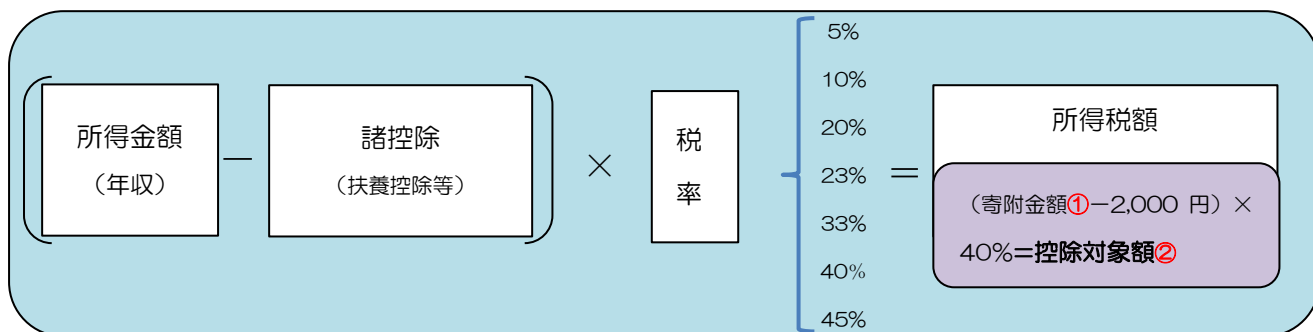 所得金額
（年収）
－
諸控除
（扶養控除等）
×
税
率
5%
10%
20%
23%
33%
40%
45%
＝
所得税額
（寄附金額①－2,000 円）×
40%=控除対象額②